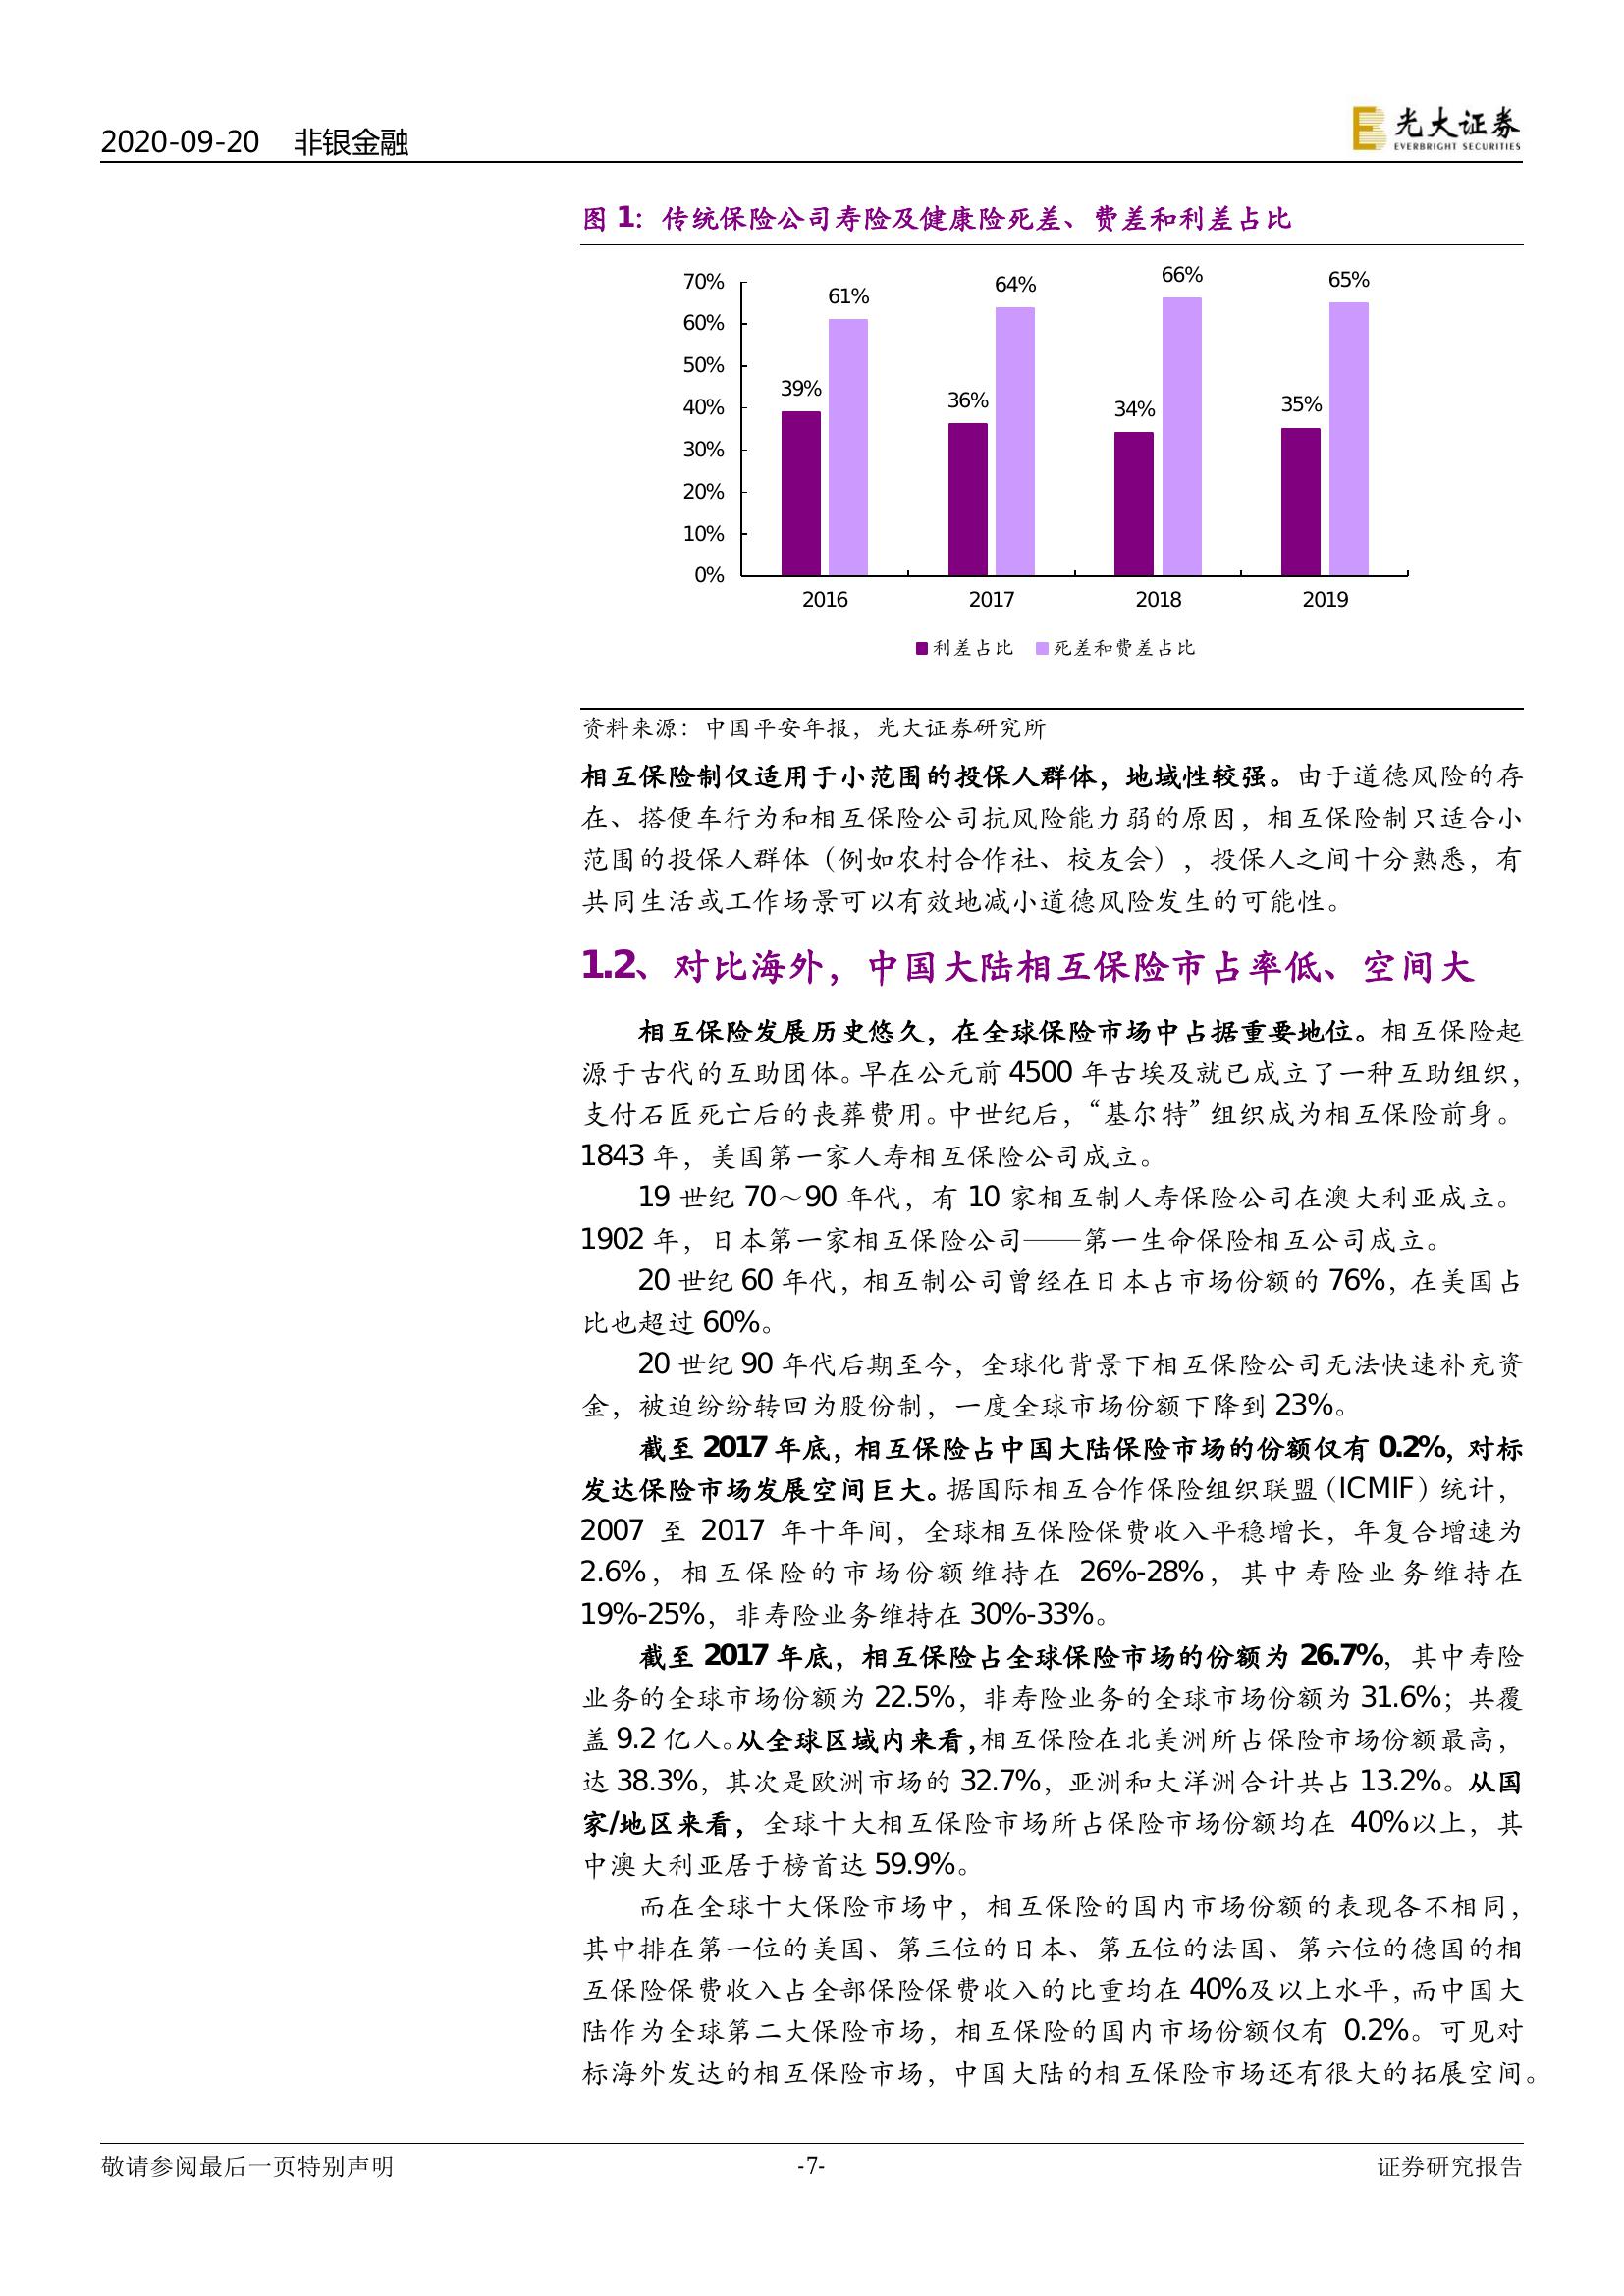 2020-09-20 非银金融
光大证券
EVERBRIGHT SECURITIES
图 1：传统保险公司寿险及健康险死差、费差和利差占比
70%
60%
50%
40%
30%
20%
10%
0%
39%
61%
36%
64%
34%
66%
35%
65%
2016
2017
2018
2019
利差占比 死差和费差占比
资料来源：中国平安年报，光大证券研究所
相互保险制仅适用于小范围的投保人群体，地域性较强。由于道德风险的存
在、搭便车行为和相互保险公司抗风险能力弱的原因，相互保险制只适合小
范围的投保人群体（例如农村合作社、校友会），投保人之间十分熟悉，有
共同生活或工作场景可以有效地减小道德风险发生的可能性。
1.2、对比海外，中国大陆相互保险市占率低、空间大
相互保险发展历史悠久，在全球保险市场中占据重要地位。相互保险起
源于古代的互助团体。早在公元前 4500 年古埃及就已成立了一种互助组织，
支付石匠死亡后的丧葬费用。中世纪后，“基尔特”组织成为相互保险前身。
1843 年，美国第一家人寿相互保险公司成立。
19 世纪 70～90 年代，有 10 家相互制人寿保险公司在澳大利亚成立。
1902 年，日本第一家相互保险公司——第一生命保险相互公司成立。
20 世纪 60 年代，相互制公司曾经在日本占市场份额的 76%，在美国占
比也超过 60%。
20 世纪 90 年代后期至今，全球化背景下相互保险公司无法快速补充资
金，被迫纷纷转回为股份制，一度全球市场份额下降到 23%。
截至 2017 年底，相互保险占中国大陆保险市场的份额仅有 0.2%，对标
发达保险市场发展空间巨大。据国际相互合作保险组织联盟（ICMIF）统计，
2007 至 2017 年十年间，全球相互保险保费收入平稳增长，年复合增速为
2.6%，相互保险的市场份额维持在 26%-28%，其中寿险业务维持在
19%-25%，非寿险业务维持在 30%-33%。
截至 2017 年底，相互保险占全球保险市场的份额为 26.7%，其中寿险
业务的全球市场份额为 22.5%，非寿险业务的全球市场份额为 31.6%；共覆
盖 9.2 亿人。从全球区域内来看，相互保险在北美洲所占保险市场份额最高，
达 38.3%，其次是欧洲市场的 32.7%，亚洲和大洋洲合计共占 13.2%。从国
家/地区来看，全球十大相互保险市场所占保险市场份额均在 40%以上，其
中澳大利亚居于榜首达 59.9%。
而在全球十大保险市场中，相互保险的国内市场份额的表现各不相同，
其中排在第一位的美国、第三位的日本、第五位的法国、第六位的德国的相
互保险保费收入占全部保险保费收入的比重均在 40%及以上水平，而中国大
陆作为全球第二大保险市场，相互保险的国内市场份额仅有 0.2%。可见对
标海外发达的相互保险市场，中国大陆的相互保险市场还有很大的拓展空间。
敬请参阅最后一页特别声明 -7- 证券研究报告